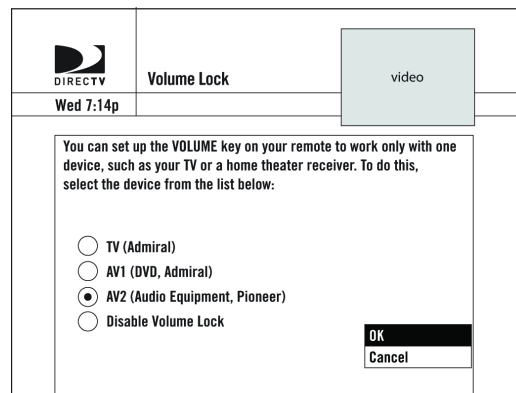 DIRECTV
Volume Lock
video
Wed 7:14p
You can set up the VOLUME key on your remote to work only with one
device, such as your TV or a home theater receiver. To do this,
select the device from the list below:
TV (Admiral)
AV1 (DVD, Admiral)
AV2 (Audio Equipment, Pioneer)
Disable Volume Lock
OK
Cancel